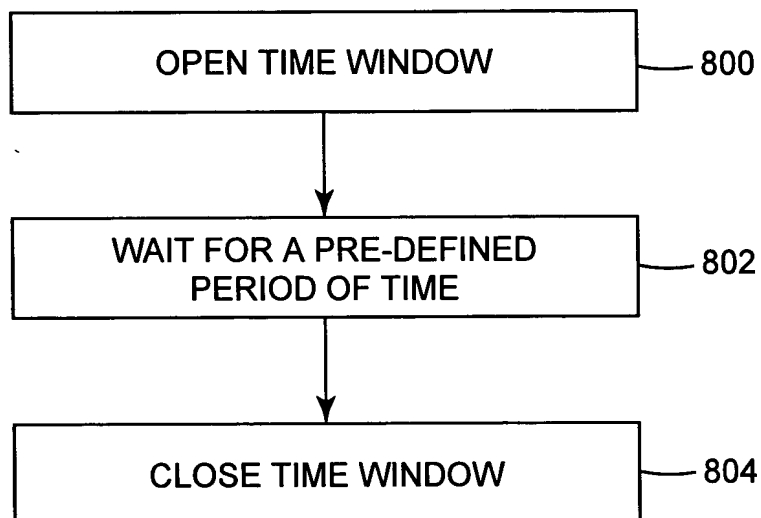 OPEN TIME WINDOW
800
WAIT FOR A PRE-DEFINED
PERIOD OF TIME
802
CLOSE TIME WINDOW
804